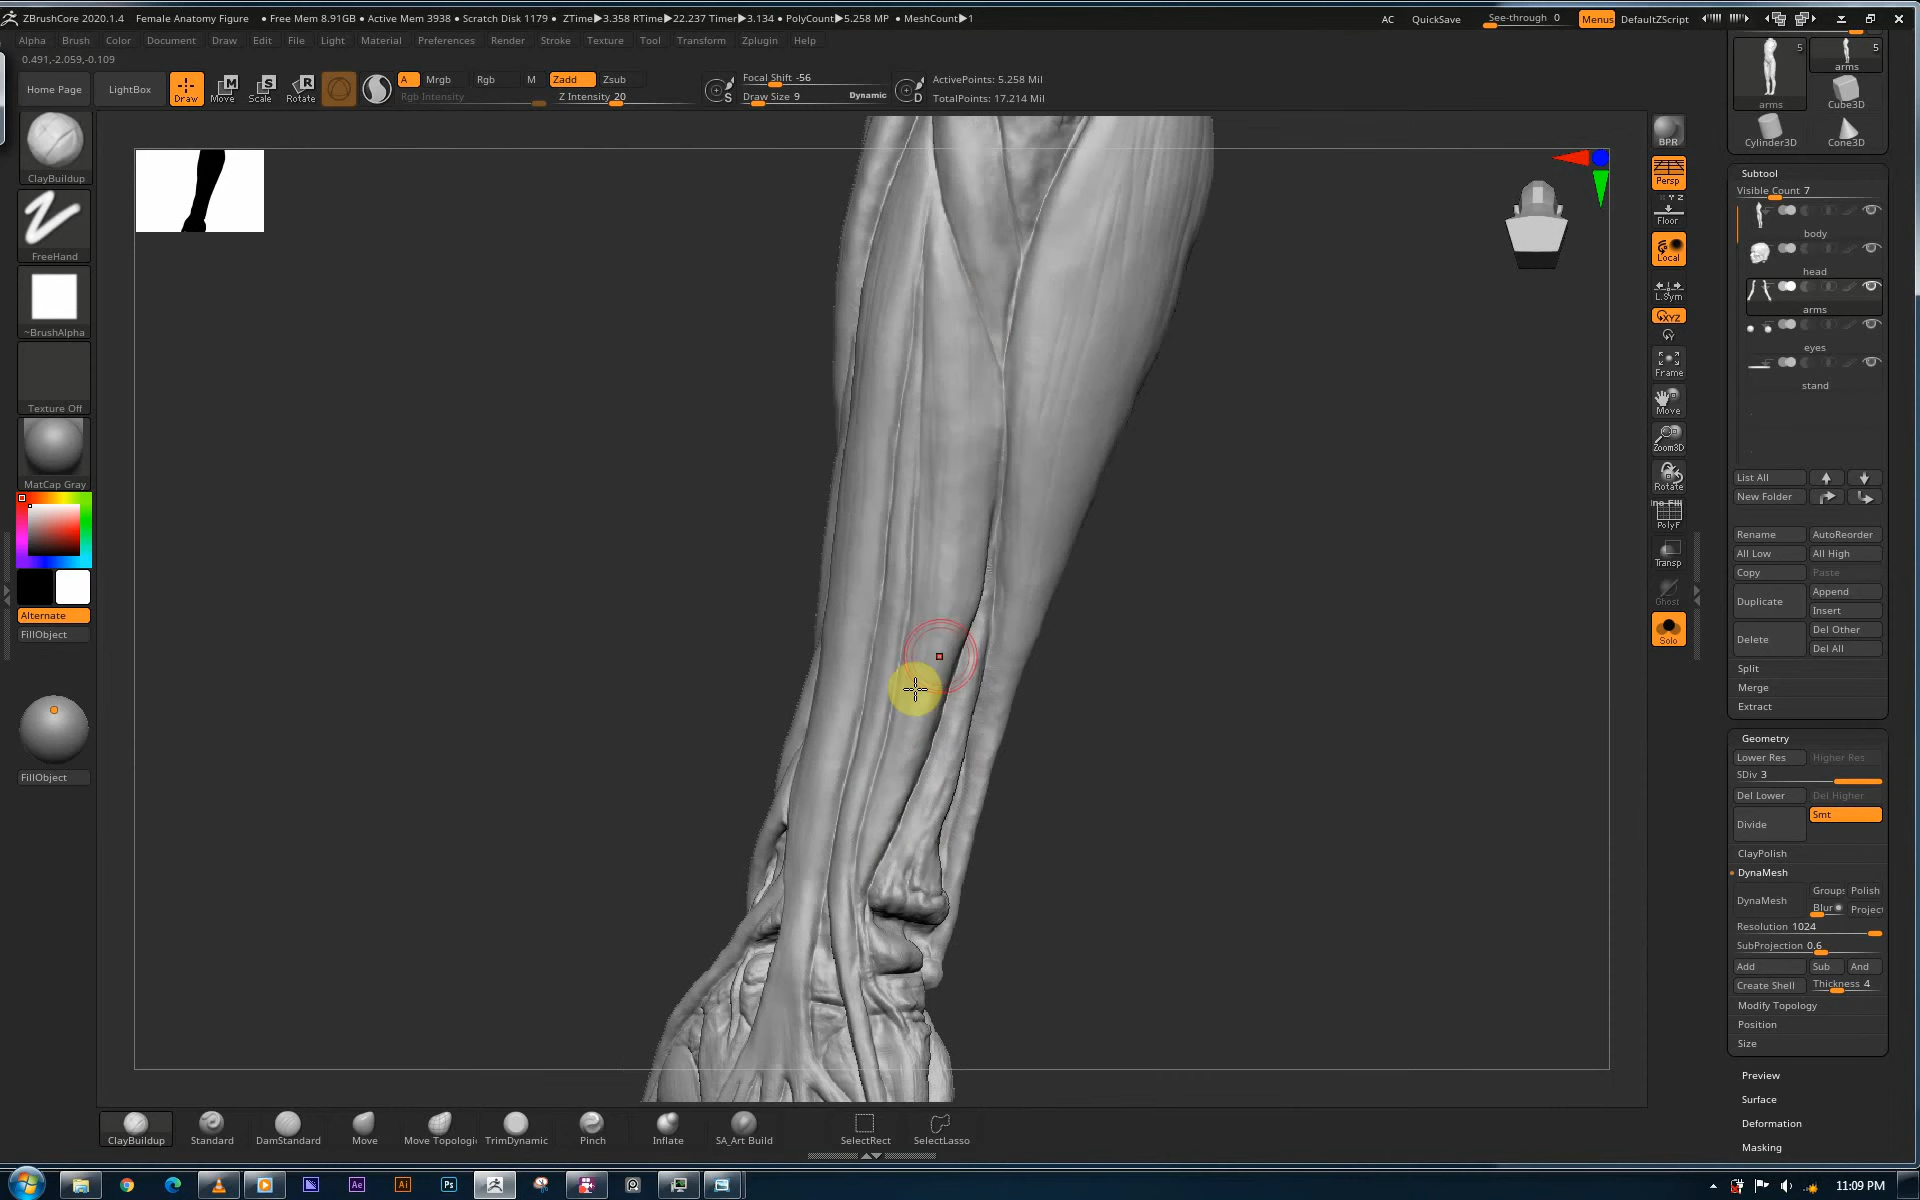 ZBrushCore 2020.1.4 Female Anatomy Figure • Free Mem 8.91GB • Active Mem 3938 • Scratch Disk 1179 • ZTime▶3.358 RTime▶22.237 Timer▶3.134 • PolyCount▶5.258 MP • MeshCount▶1
AC QuickSave See-through 0 Menus DefaultZScript
Alpha Brush Color Document Draw Edit File Light Material Preferences Render Stroke Texture Tool Transform Zplugin Help
0.491,-2.059,-0.109
Home Page LightBox Draw Move Scale Rotate
A Mrgb Rgb M Zadd Zsub
Rgb Intensity Z Intensity 20
Focal Shift -56
Draw Size 9 Dynamic
ActivePoints: 5.258 Mil
TotalPoints: 17.214 Mil
ClayBuildup
FreeHand
~BrushAlpha
Texture Off
MatCap Gray
Alternate
FillObject
FillObject
BPR
Persp
Floor
Local
L.Sym
XYZ
Frame
Move
Zoom3D
Rotate
PolyF
Transp
Ghost
Solo
5 5
arms
arms Cube3D
Cylinder3D Cone3D
Subtool
Visible Count 7
body
head
arms
eyes
stand
List All
New Folder
Rename AutoReorder
All Low All High
Copy Paste
Duplicate Append
Insert
Delete Del Other
Del All
Split
Merge
Extract
Geometry
Lower Res Higher Res
SDiv 3
Del Lower Del Higher
Divide Smt
ClayPolish
DynaMesh
DynaMesh Groups Polish
Blur Project
Resolution 1024
SubProjection 0.6
Add Sub And
Create Shell Thickness 4
Modify Topology
Position
Size
Preview
Surface
Deformation
Masking
ClayBuildup Standard DamStandard Move Move Topologic TrimDynamic Pinch Inflate SA_Art Build SelectRect SelectLasso
Ae Ai Ps
11:09 PM